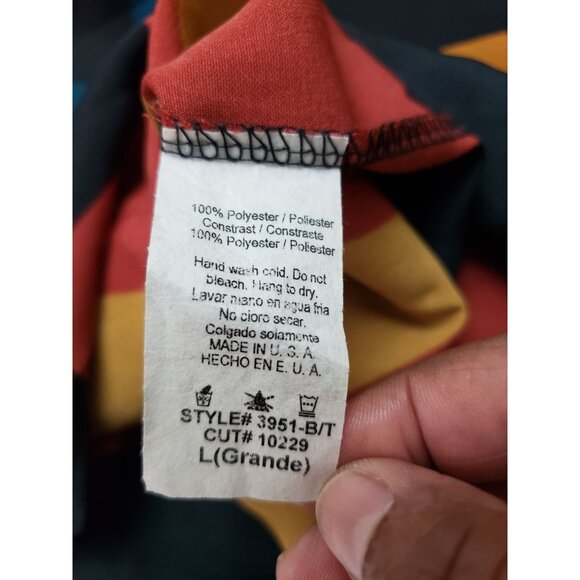 100% Polyester / Poliester
Constrast / Constraste
100% Polyester / Poliester
Hand wash cold. Do not
bleach. Hang to dry.
Lavar mano en agua fria
No cloro secar.
Colgado solamente
MADE IN U. S. A.
HECHO EN E. U. A.
STYLE# 3951-B/T
CUT# 10229
L(Grande)